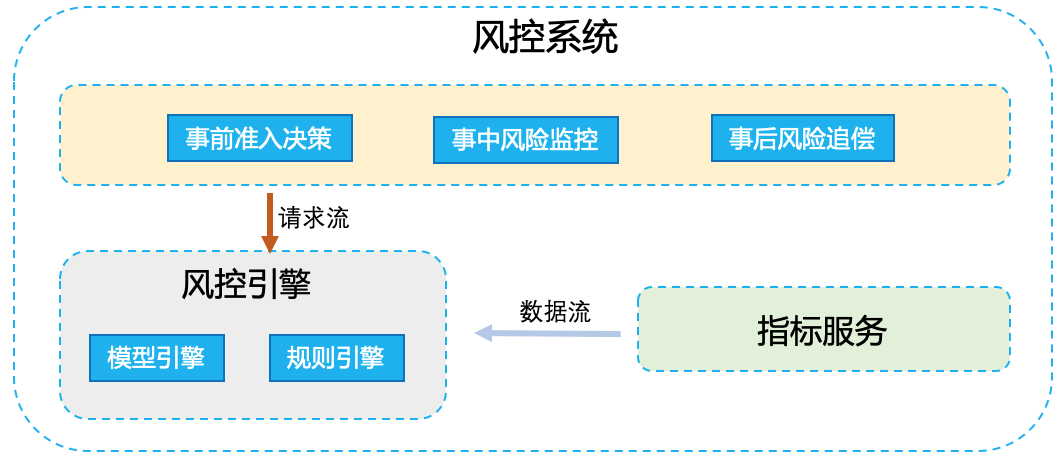 风控系统
事前准入决策
事中风险监控
事后风险追偿
请求流
风控引擎
模型引擎
规则引擎
数据流
指标服务